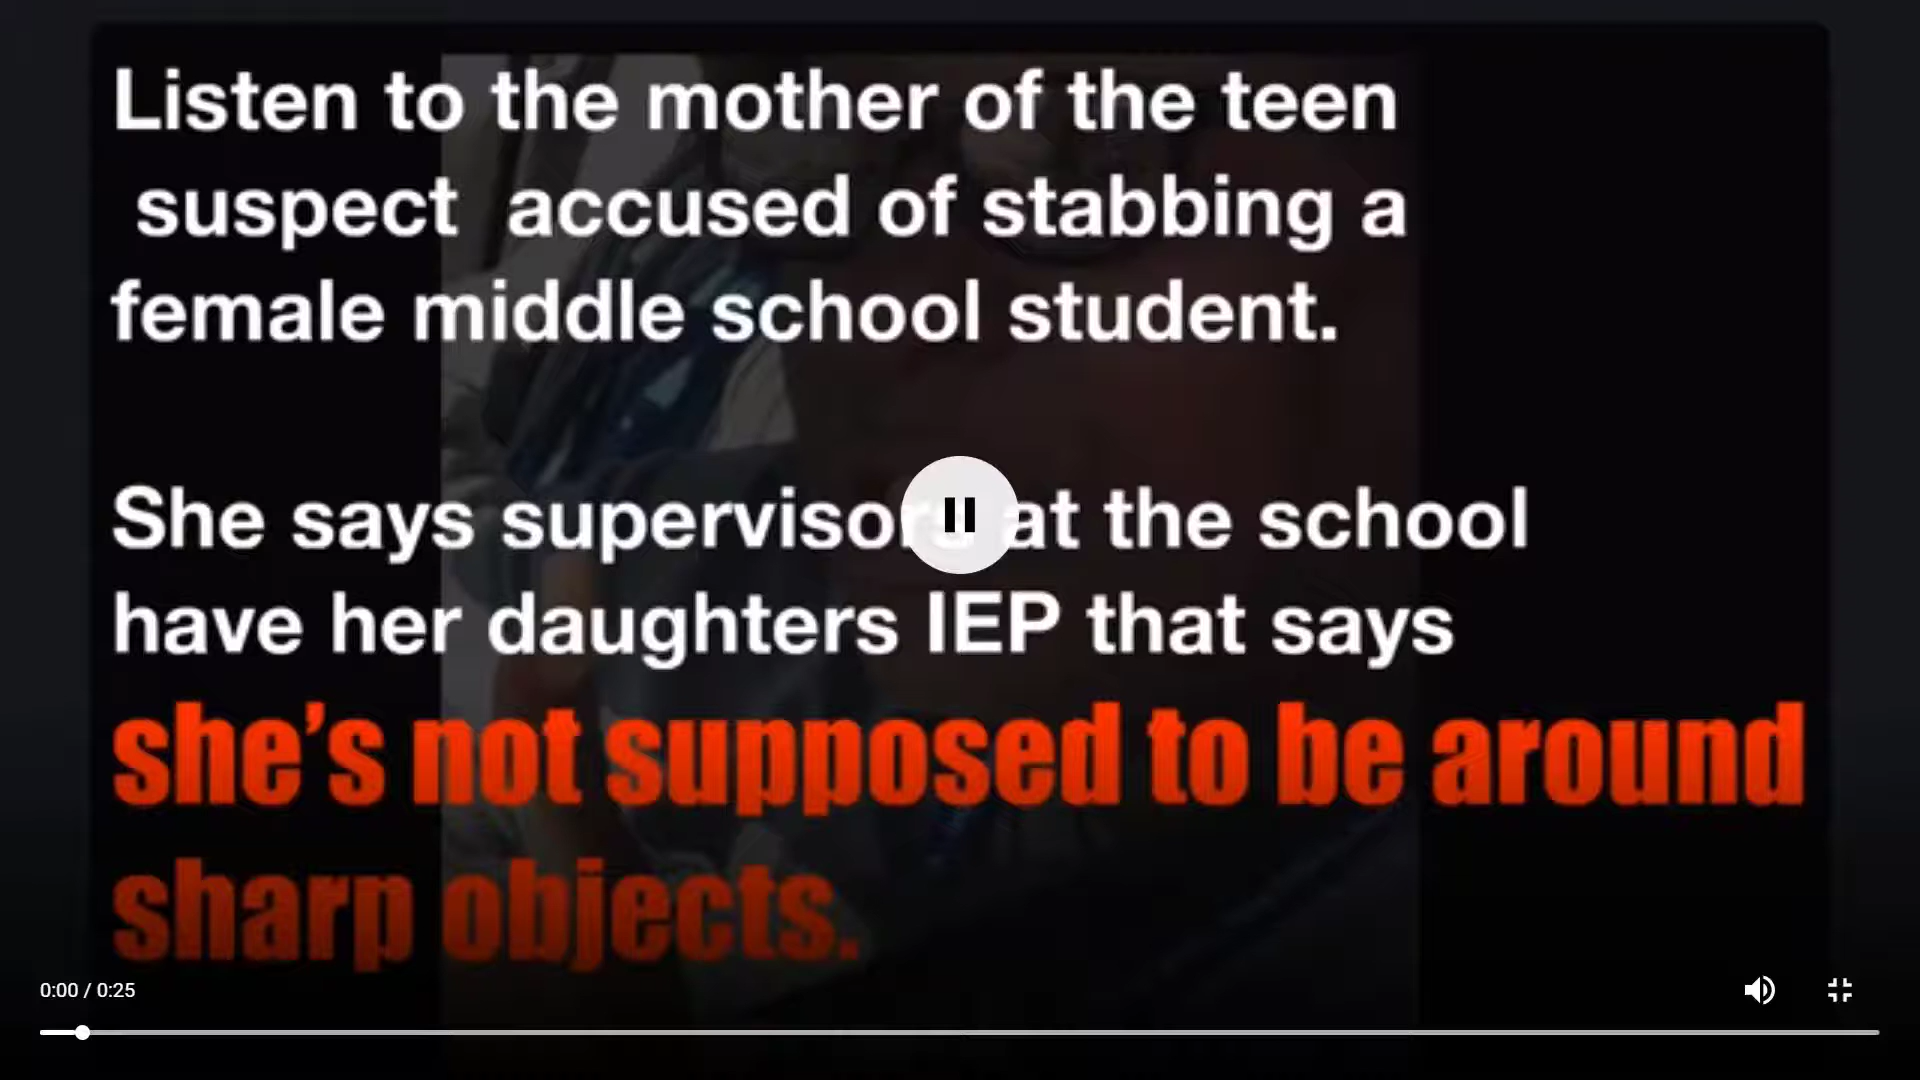 Listen to the mother of the teen
suspect accused of stabbing a
female middle school student.
She says supervisors at the school
have her daughters IEP that says
she's not supposed to be around
sharp objects.
0:00 / 0:25